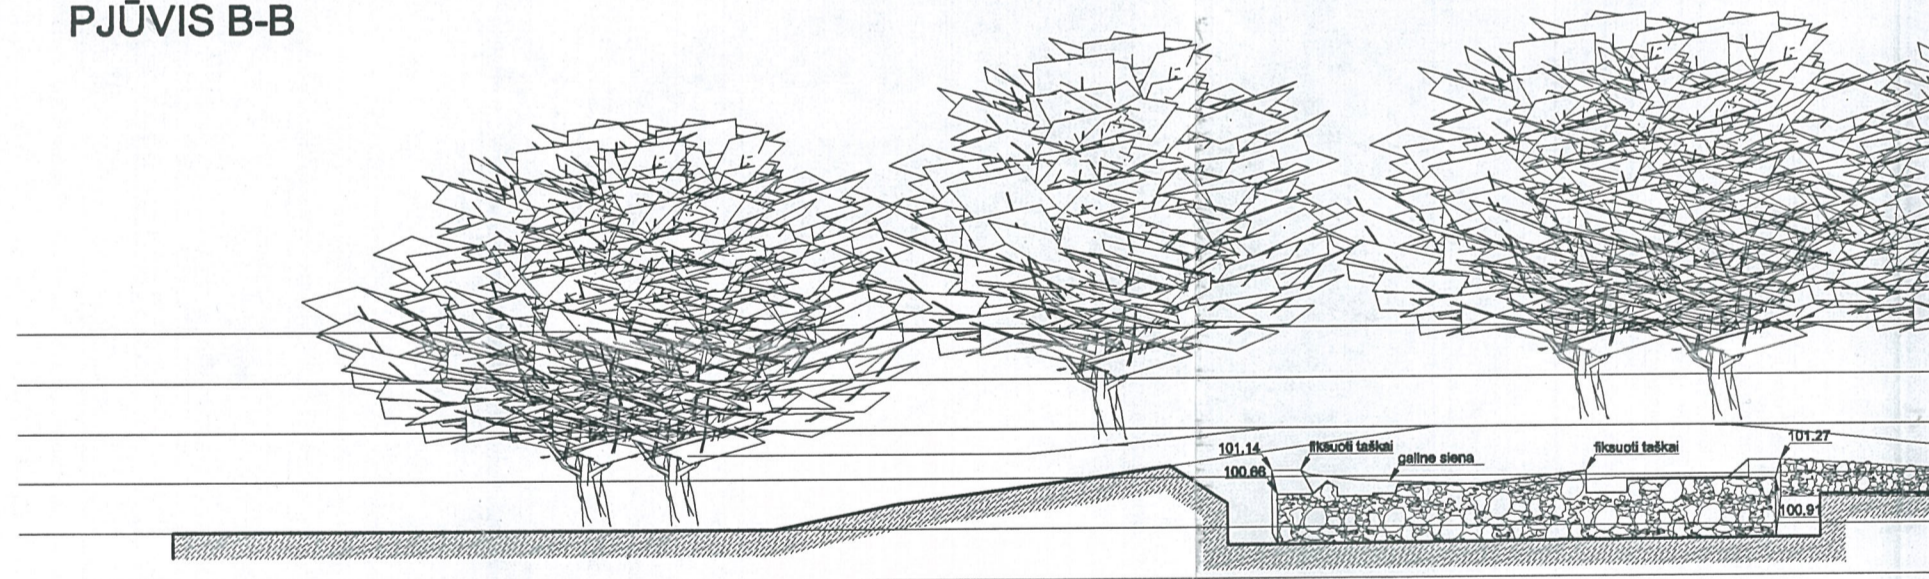 PJŪVIS B-B
101.14
fiksuoti taškai
galinė siena
fiksuoti taškai
101.27
100.66
100.91